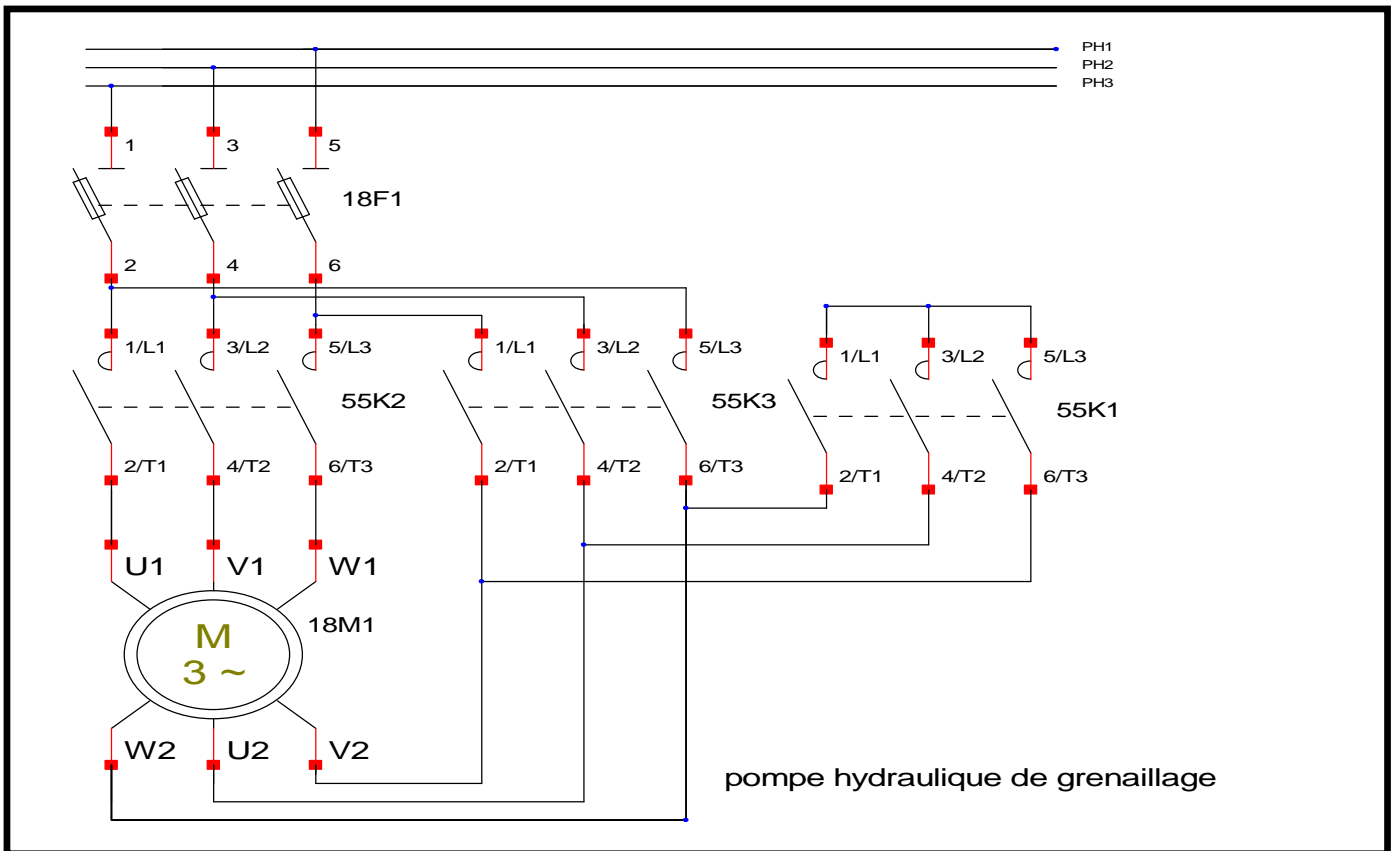 PH1
PH2
PH3
1 3 5
18F1
2 4 6
1/L1 3/L2 5/L3 1/L1 3/L2 5/L3 1/L1 3/L2 5/L3
55K2 55K3 55K1
2/T1 4/T2 6/T3 2/T1 4/T2 6/T3 2/T1 4/T2 6/T3
U1 V1 W1
18M1
M
3 ~
W2 U2 V2
pompe hydraulique de grenaillage